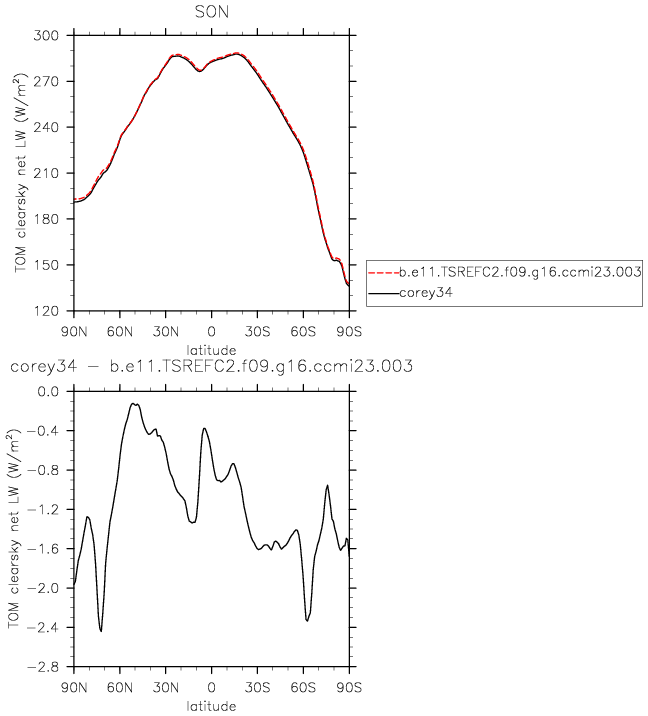 SON
300
270
240
210
180
150
120
TOM clearsky net LW (W/m²)
90N 60N 30N 0 30S 60S 90S
latitude
b.e11.TSREFC2.f09.g16.ccmi23.003
corey34
corey34 − b.e11.TSREFC2.f09.g16.ccmi23.003
0.0
−0.4
−0.8
−1.2
−1.6
−2.0
−2.4
−2.8
TOM clearsky net LW (W/m²)
90N 60N 30N 0 30S 60S 90S
latitude